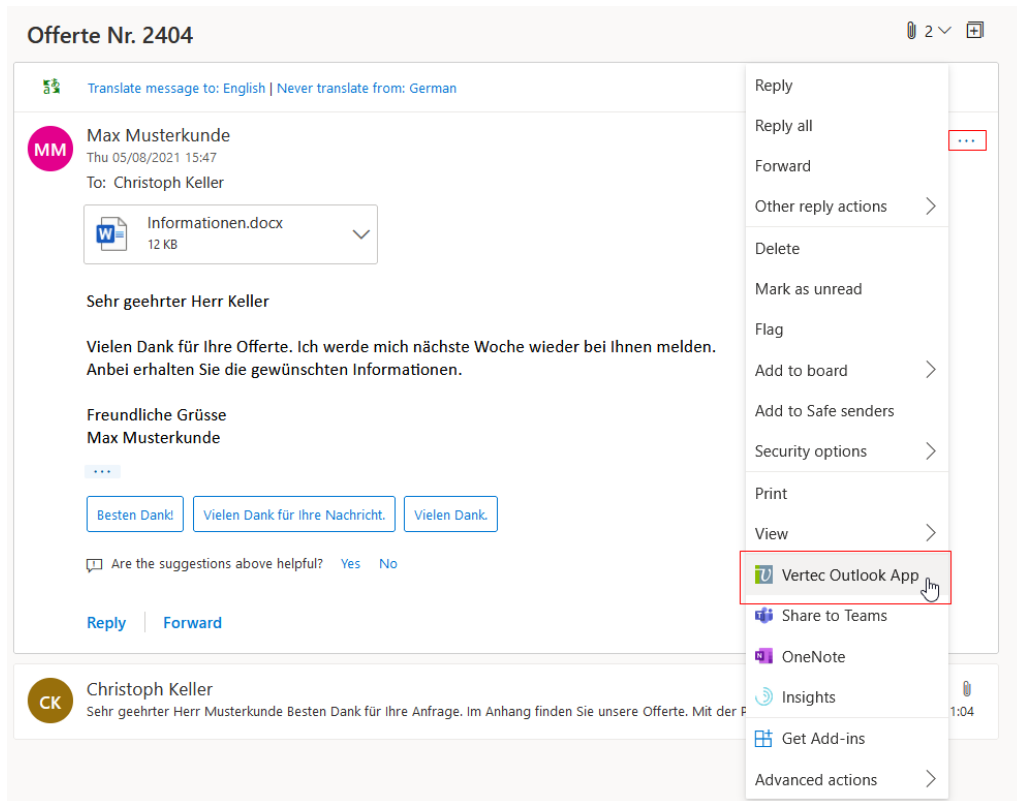 Offerte Nr. 2404
2
Translate message to: English | Never translate from: German
MM
Max Musterkunde
Thu 05/08/2021 15:47
To: Christoph Keller
...
W
Informationen.docx
12 KB
Sehr geehrter Herr Keller
Vielen Dank für Ihre Offerte. Ich werde mich nächste Woche wieder bei Ihnen melden.
Anbei erhalten Sie die gewünschten Informationen.
Freundliche Grüsse
Max Musterkunde
...
Besten Dank!
Vielen Dank für Ihre Nachricht.
Vielen Dank.
Are the suggestions above helpful? Yes No
Reply
Forward
CK
Christoph Keller
Sehr geehrter Herr Musterkunde Besten Dank für Ihre Anfrage. Im Anhang finden Sie unsere Offerte. Mit der
1:04
Reply
Reply all
Forward
Other reply actions
Delete
Mark as unread
Flag
Add to board
Add to Safe senders
Security options
Print
View
Vertec Outlook App
Share to Teams
OneNote
Insights
Get Add-ins
Advanced actions